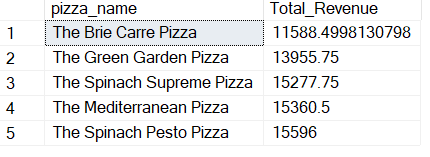 pizza_name Total_Revenue
1 The Brie Carre Pizza 11588.4998130798
2 The Green Garden Pizza 13955.75
3 The Spinach Supreme Pizza 15277.75
4 The Mediterranean Pizza 15360.5
5 The Spinach Pesto Pizza 15596